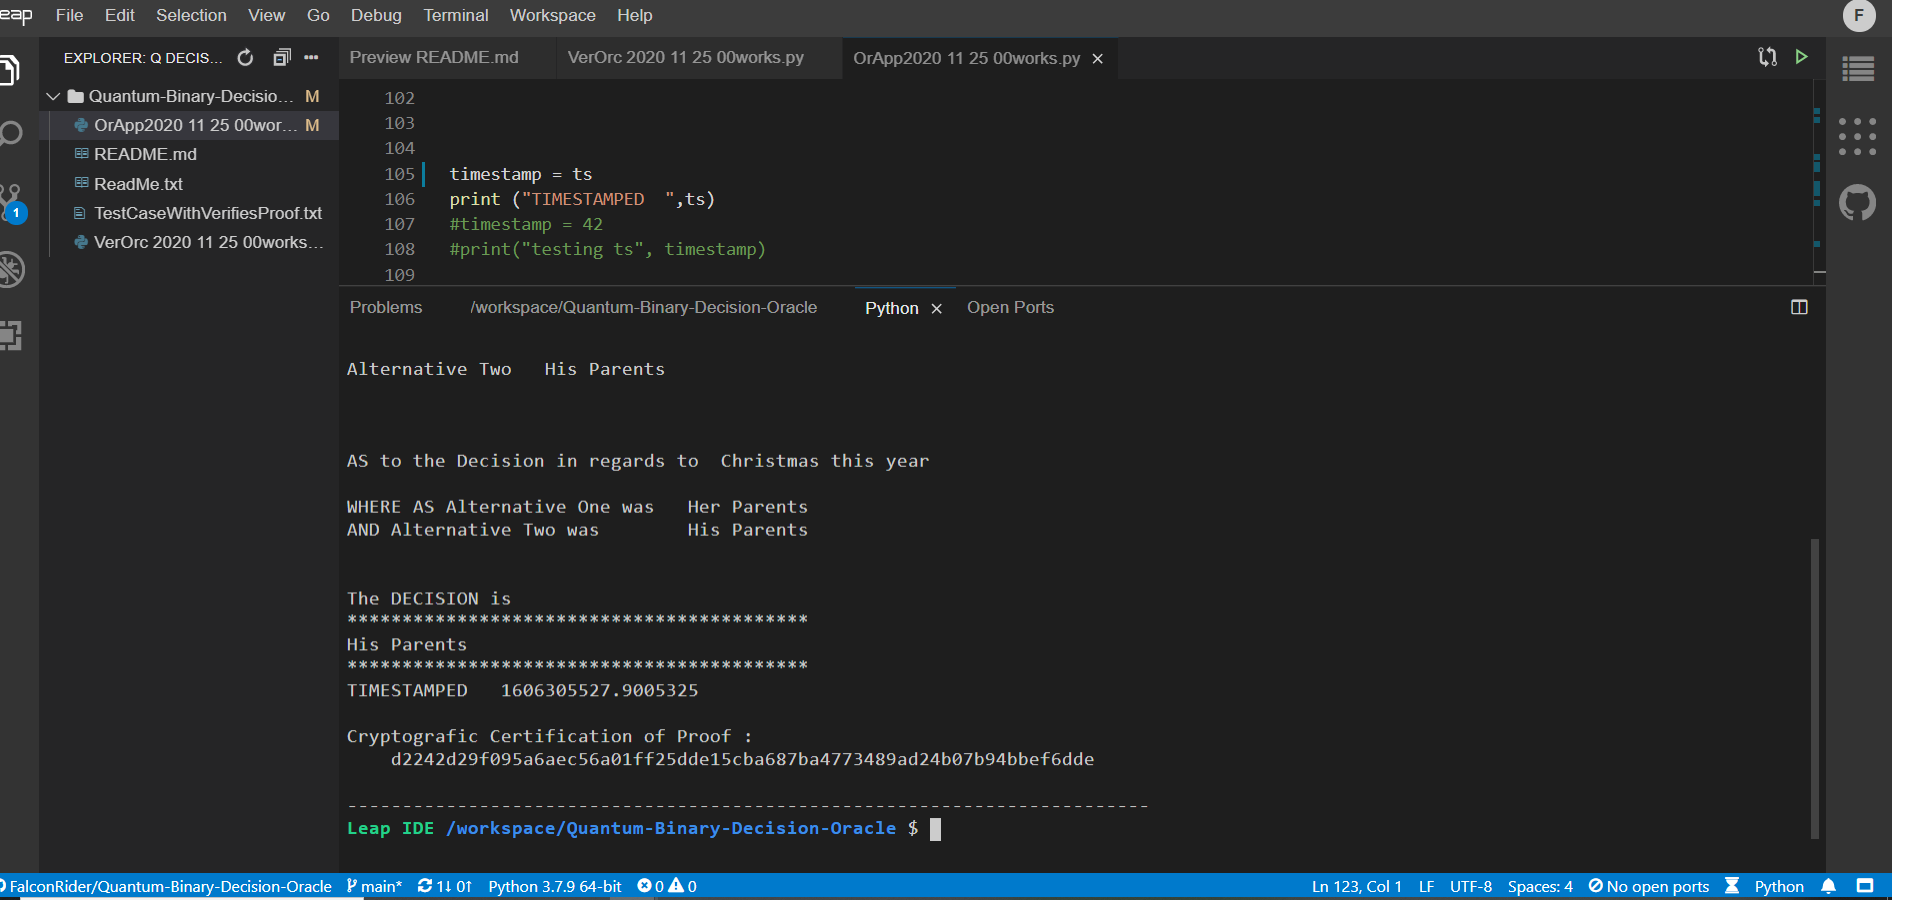 eap File Edit Selection View Go Debug Terminal Workspace Help F
EXPLORER: Q DECIS... Preview README.md VerOrc 2020 11 25 00works.py OrApp2020 11 25 00works.py
Quantum-Binary-Decisio... M
OrApp2020 11 25 00wor... M
README.md
ReadMe.txt
TestCaseWithVerifiesProof.txt
VerOrc 2020 11 25 00works...
1
102
103
104
105 timestamp = ts
106 print ("TIMESTAMPED  ",ts)
107 #timestamp = 42
108 #print("testing ts", timestamp)
109
Problems /workspace/Quantum-Binary-Decision-Oracle Python Open Ports
Alternative Two   His Parents
AS to the Decision in regards to  Christmas this year
WHERE AS Alternative One was   Her Parents
AND Alternative Two was        His Parents
The DECISION is
******************************************
His Parents
******************************************
TIMESTAMPED   1606305527.9005325
Cryptografic Certification of Proof :
d2242d29f095a6aec56a01ff25dde15cba687ba4773489ad24b07b94bbef6dde
-------------------------------------------------------------------------
Leap IDE /workspace/Quantum-Binary-Decision-Oracle $
FalconRider/Quantum-Binary-Decision-Oracle main* 1↓ 0↑ Python 3.7.9 64-bit 0 0 Ln 123, Col 1 LF UTF-8 Spaces: 4 No open ports Python